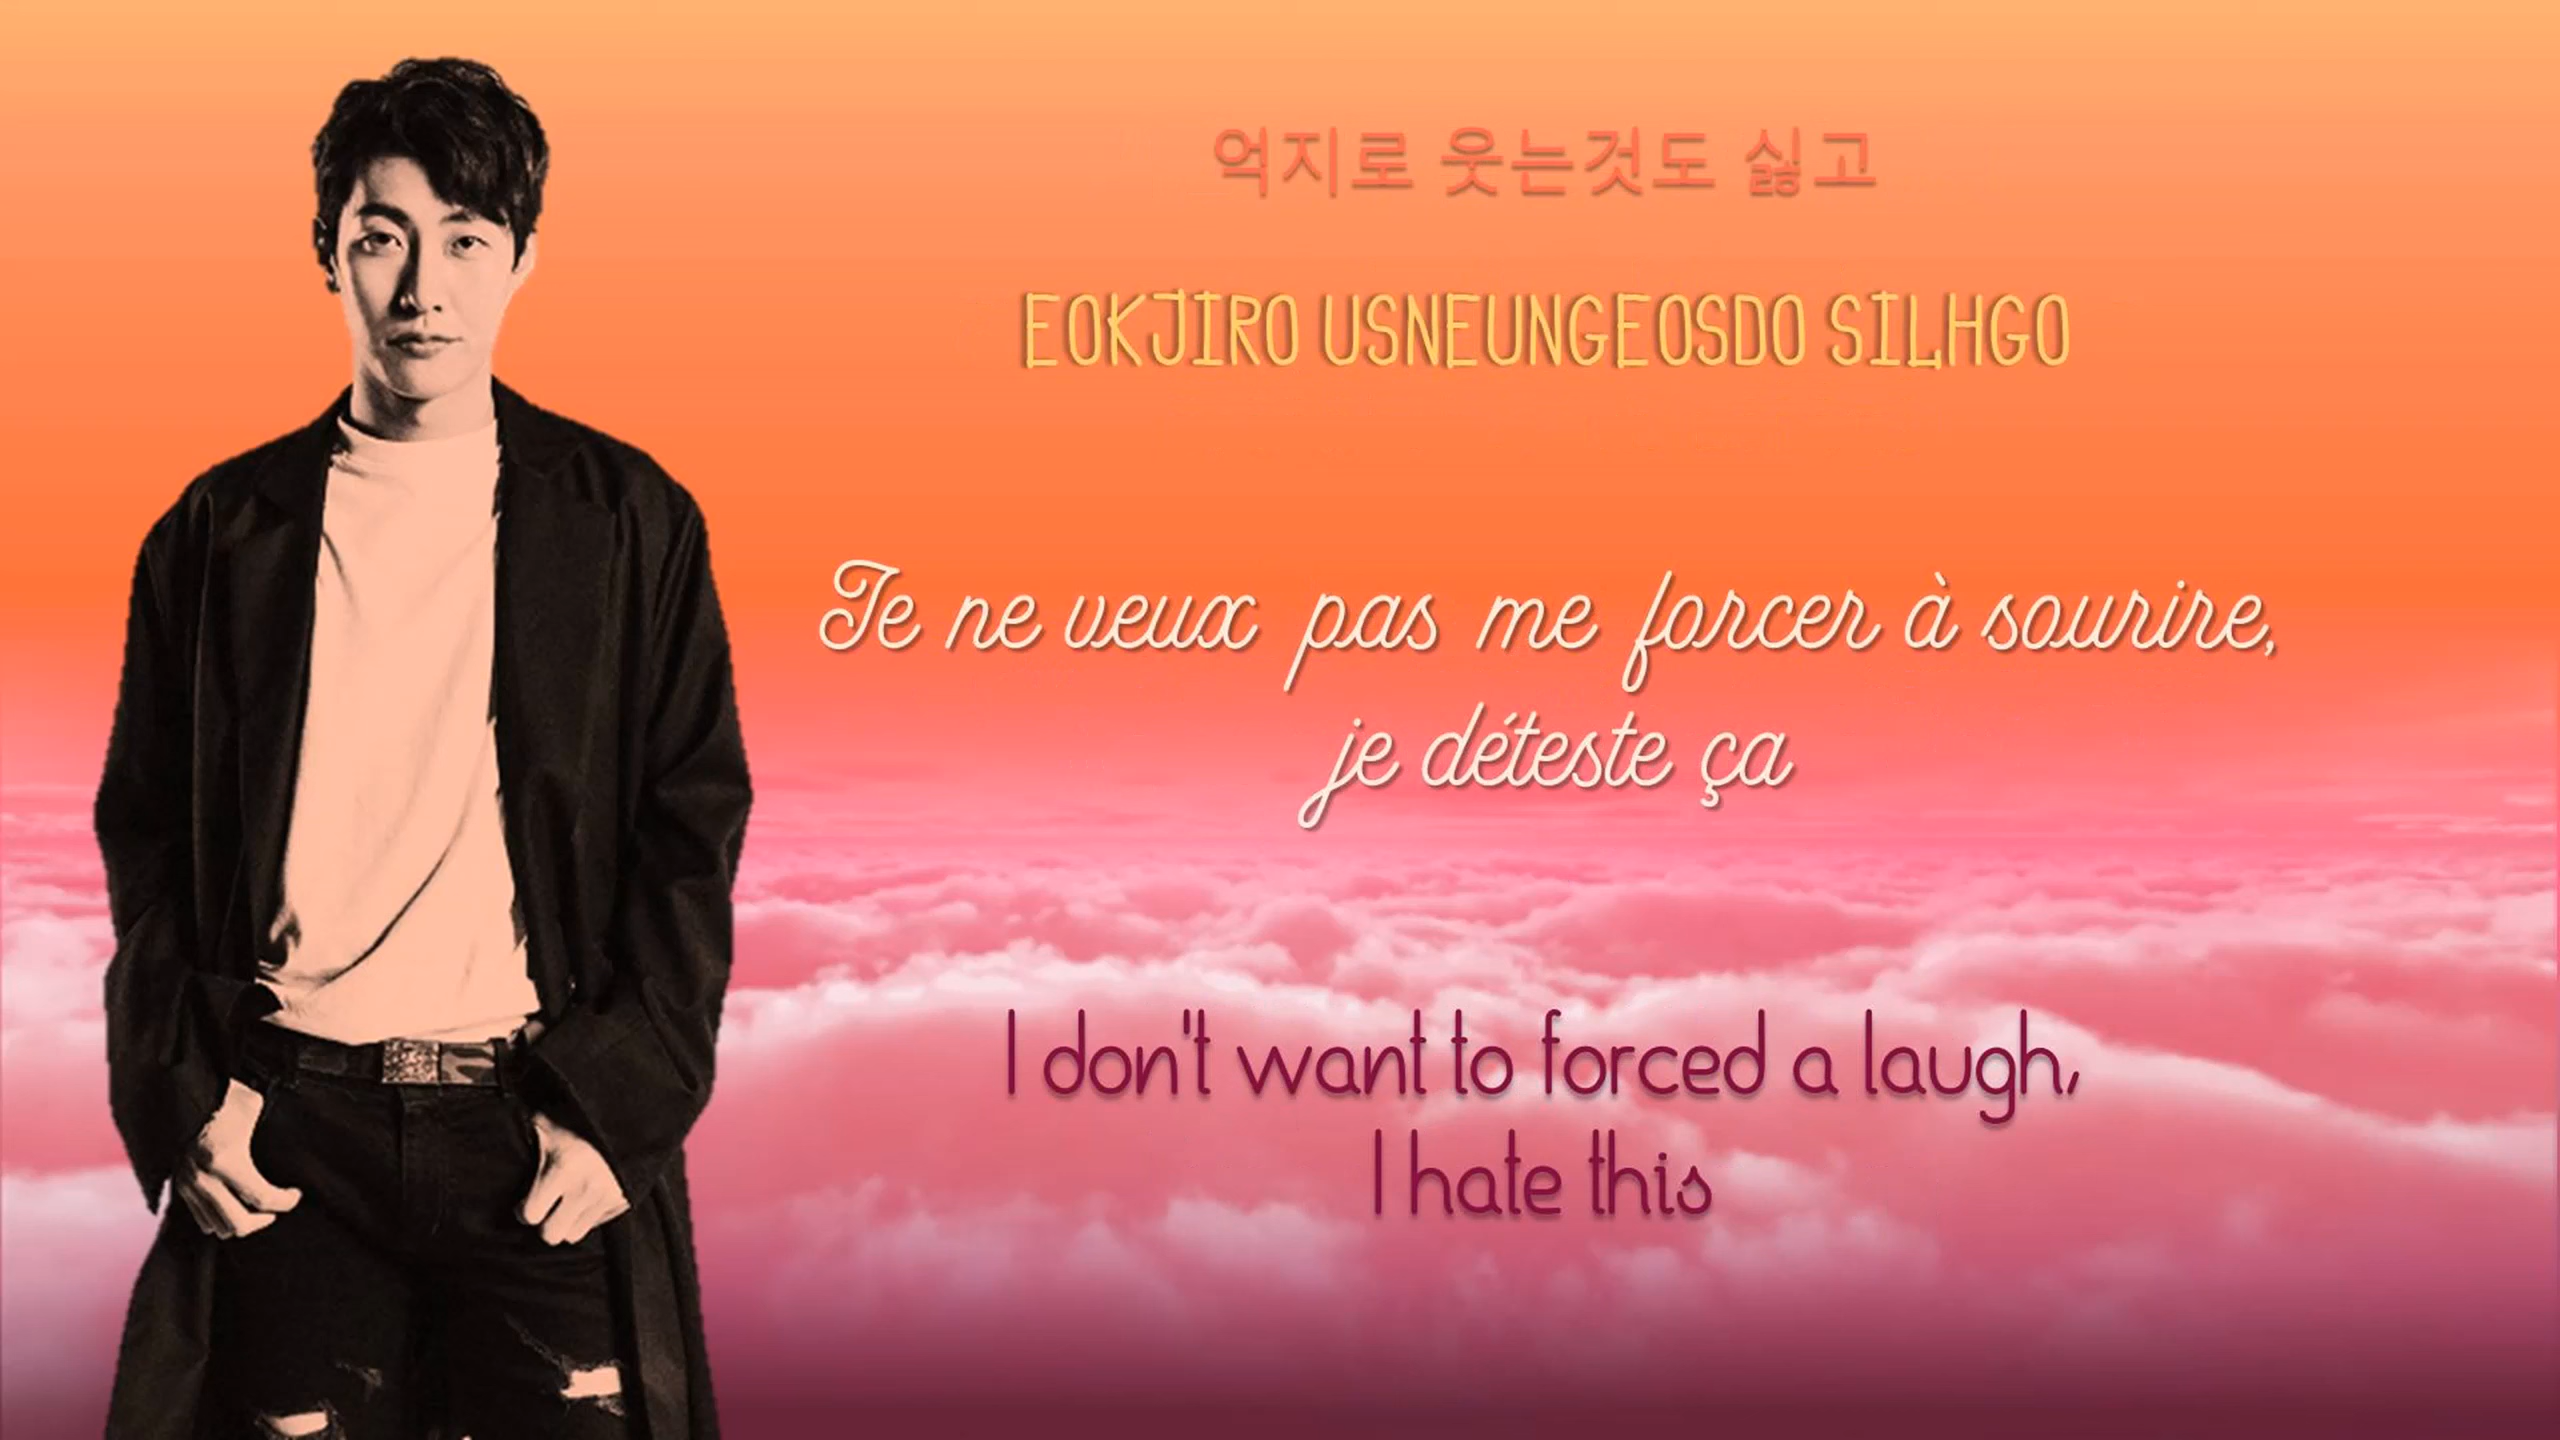 억지로 웃는것도 싫고
EOKJIRO USNEUNGEOSDO SILHGO
Je ne veux pas me forcer à sourire,
je déteste ça
I don't want to forced a laugh,
I hate this